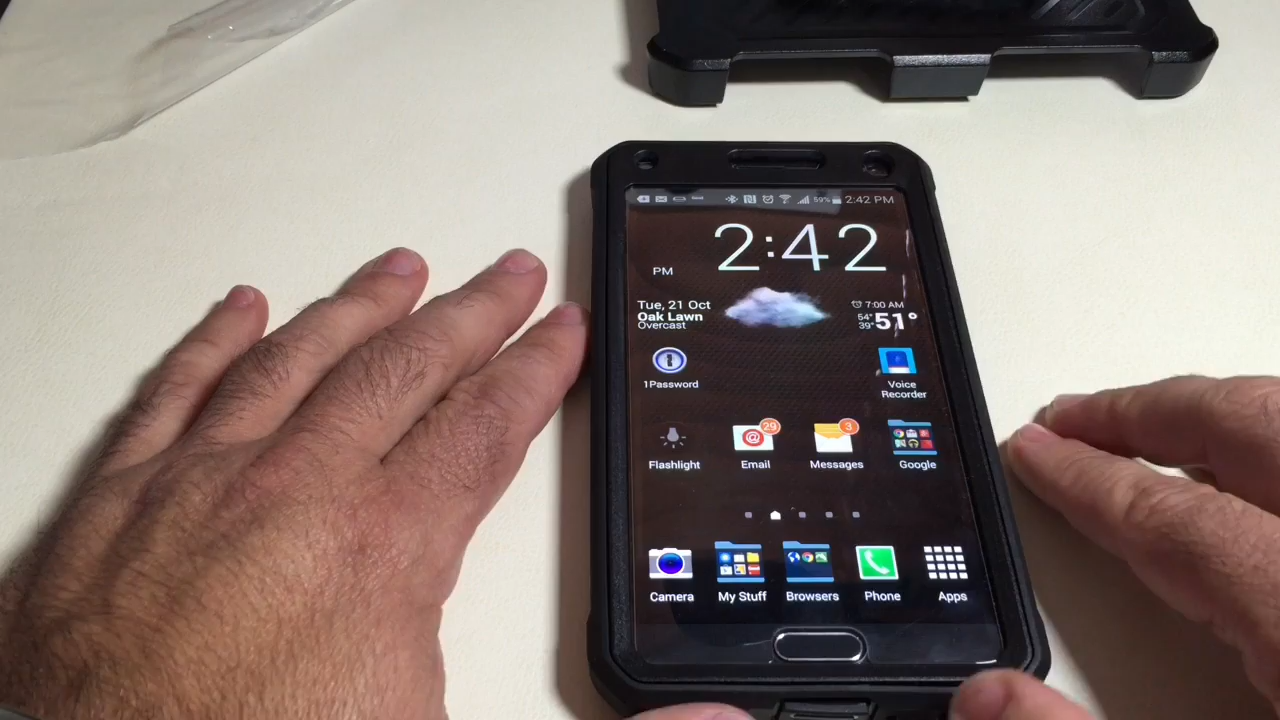 59% 2:42 PM
2:42
PM
Tue, 21 Oct
Oak Lawn
Overcast
7:00 AM
54°
39°
51°
1Password
Voice
Recorder
29
3
Flashlight
Email
Messages
Google
Camera
My Stuff
Browsers
Phone
Apps